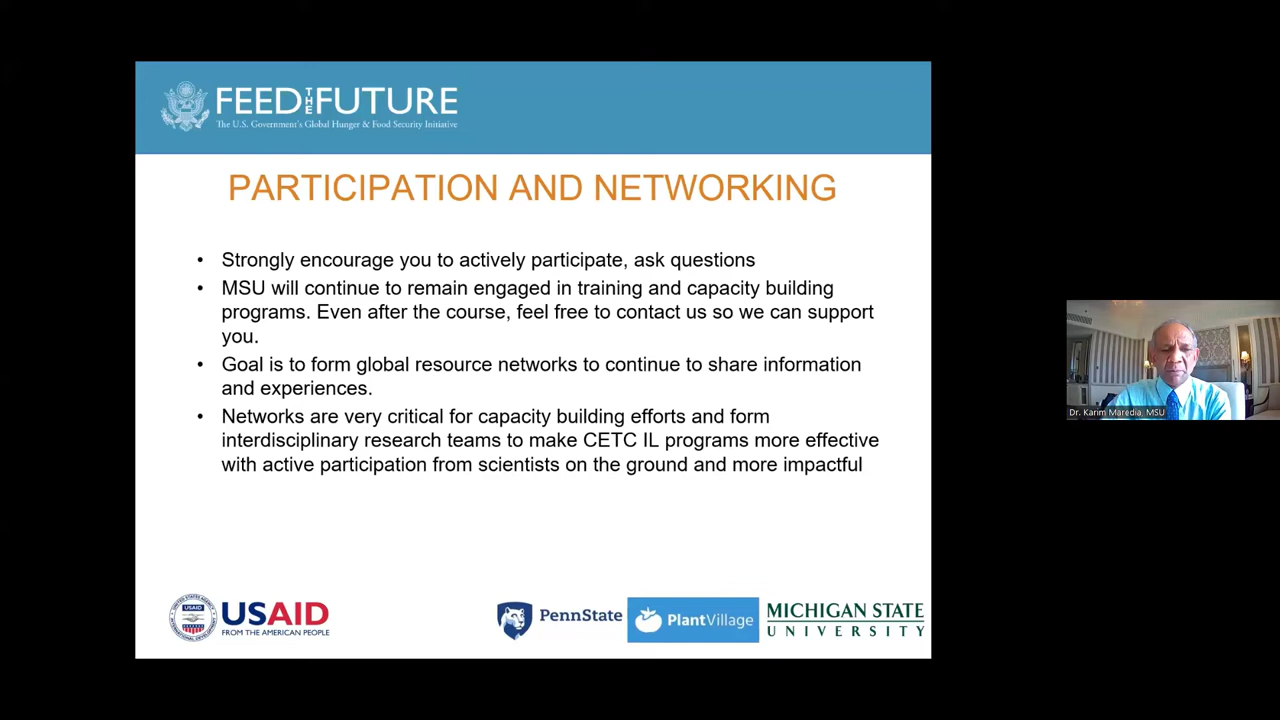 FEED THE FUTURE
The U.S. Government's Global Hunger & Food Security Initiative
PARTICIPATION AND NETWORKING
• Strongly encourage you to actively participate, ask questions
• MSU will continue to remain engaged in training and capacity building
programs. Even after the course, feel free to contact us so we can support
you.
• Goal is to form global resource networks to continue to share information
and experiences.
• Networks are very critical for capacity building efforts and form
interdisciplinary research teams to make CETC IL programs more effective
with active participation from scientists on the ground and more impactful
Dr. Karim Maredia, MSU
USAID
USAID
FROM THE AMERICAN PEOPLE
PennState
PlantVillage
MICHIGAN STATE
UNIVERSITY